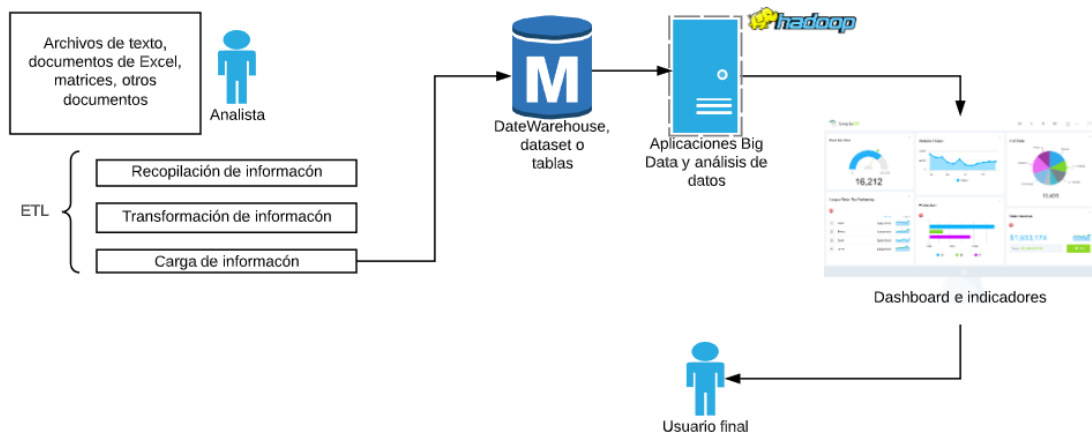 hadoop
Archivos de texto,
documentos de Excel,
matrices, otros
documentos
Analista
M
DateWarehouse,
dataset o
tablas
Aplicaciones Big
Data y análisis de
datos
ETL
Recopilación de informacón
Transformación de informacón
Carga de informacón
16,212
Dashboard e indicadores
Usuario final